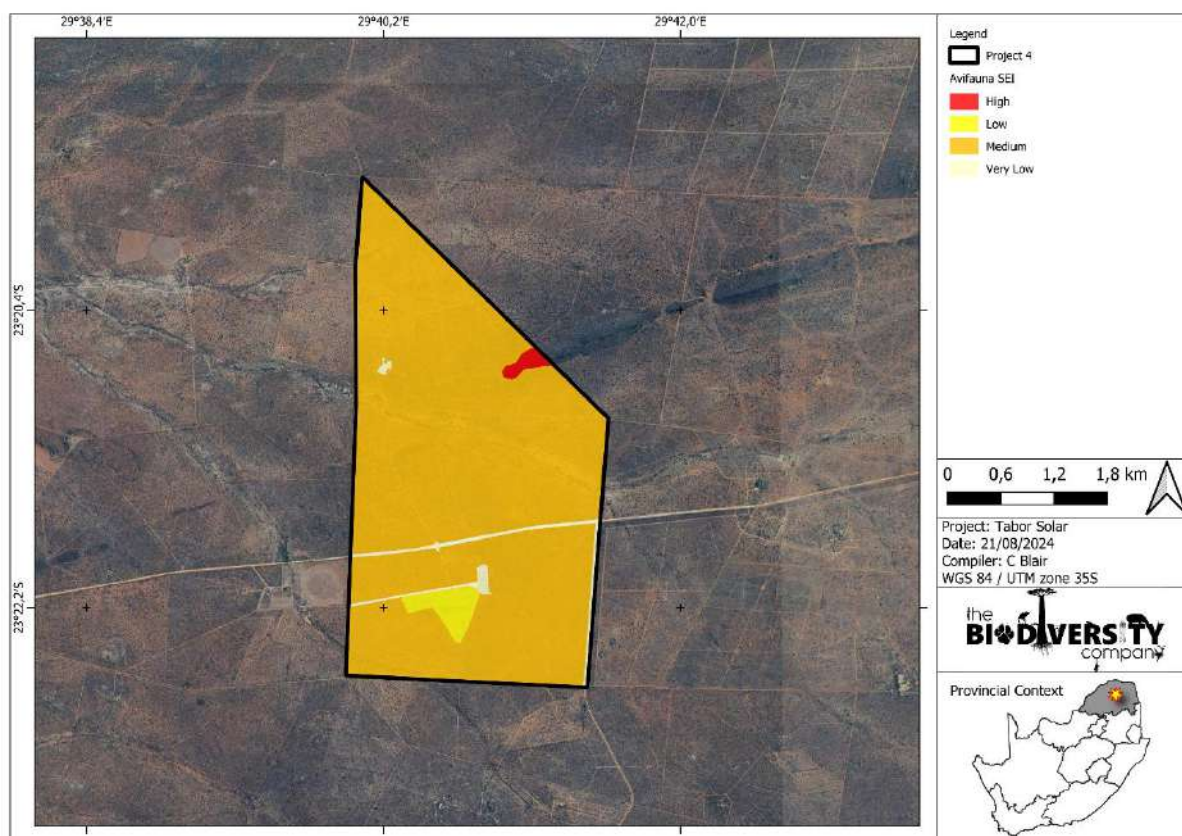 29°38,4'E 29°40,2'E 29°42,0'E
23°20,4'S
23°22,2'S
Legend
Project 4
Avifauna SEI
High
Low
Medium
Very Low
0 0,6 1,2 1,8 km
Project: Tabor Solar
Date: 21/08/2024
Compiler: C Blair
WGS 84 / UTM zone 35S
the
BIODIVERSITY
company
Provincial Context